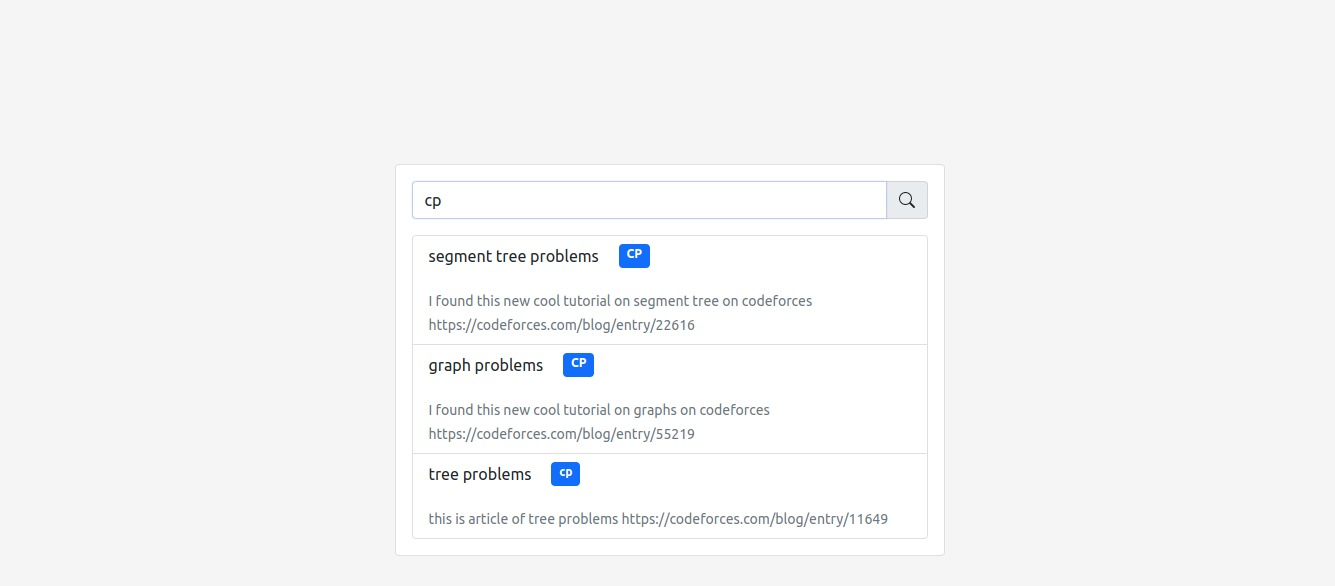 cp
segment tree problems CP
I found this new cool tutorial on segment tree on codeforces
https://codeforces.com/blog/entry/22616
graph problems CP
I found this new cool tutorial on graphs on codeforces
https://codeforces.com/blog/entry/55219
tree problems cp
this is article of tree problems https://codeforces.com/blog/entry/11649